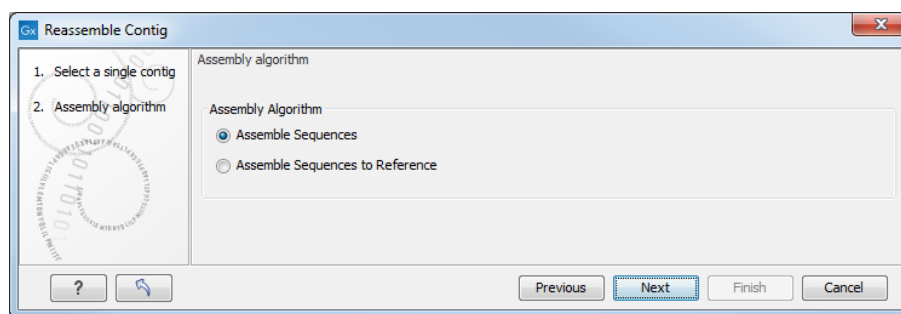 Gx Reassemble Contig
1. Select a single contig
2. Assembly algorithm
Assembly algorithm
Assembly Algorithm
Assemble Sequences
Assemble Sequences to Reference
?
Previous
Next
Finish
Cancel